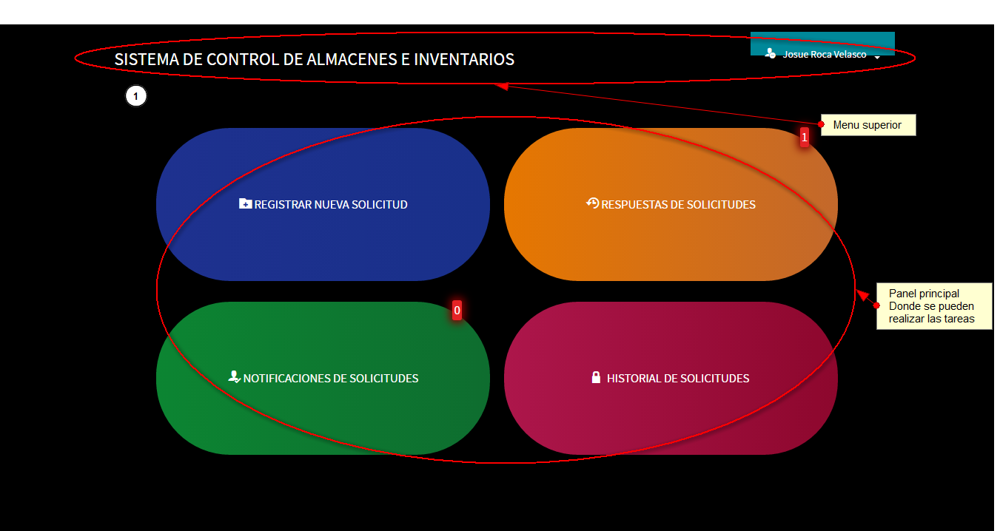 SISTEMA DE CONTROL DE ALMACENES E INVENTARIOS
Josue Roca Velasco
1
Menu superior
1
REGISTRAR NUEVA SOLICITUD
RESPUESTAS DE SOLICITUDES
Panel principal
Donde se pueden
realizar las tareas
0
NOTIFICACIONES DE SOLICITUDES
HISTORIAL DE SOLICITUDES